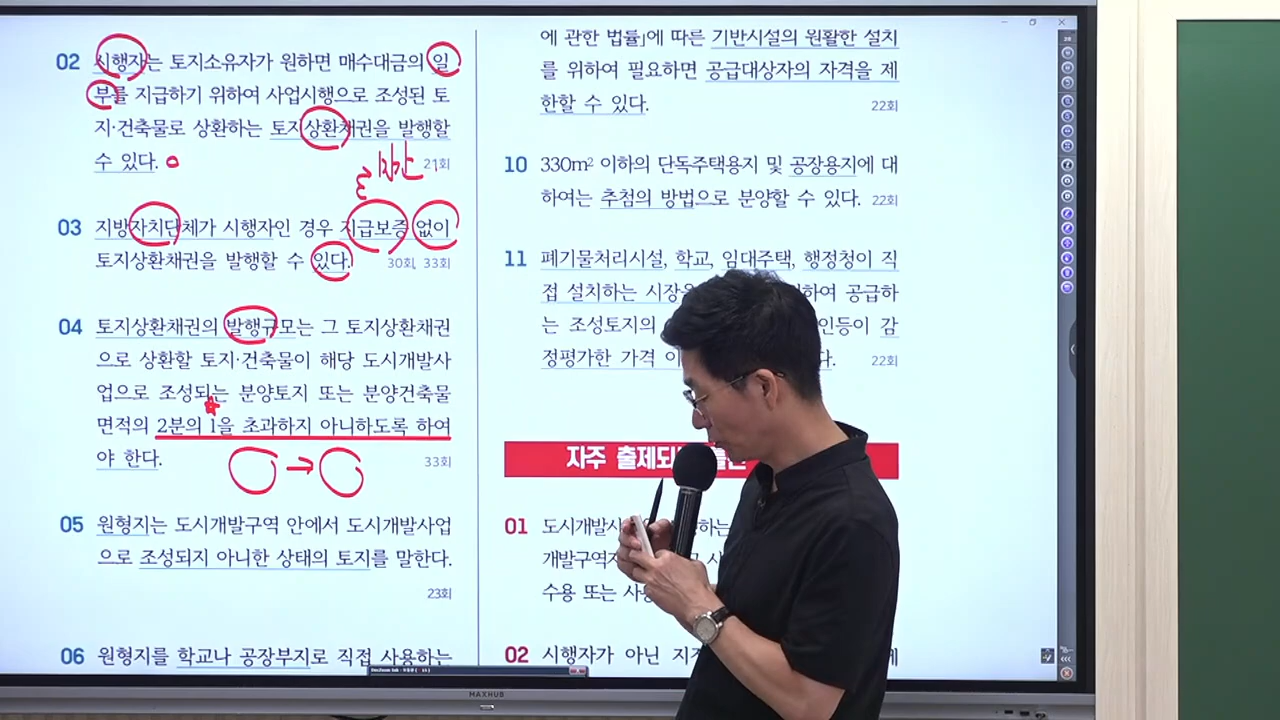 02 시행자는 토지소유자가 원하면 매수대금의 일
부를 지급하기 위하여 사업시행으로 조성된 토
지·건축물로 상환하는 토지상환채권을 발행할
수 있다.
21회
03 지방자치단체가 시행자인 경우 지급보증 없이
토지상환채권을 발행할 수 있다.
30회, 33회
04 토지상환채권의 발행규모는 그 토지상환채권
으로 상환할 토지·건축물이 해당 도시개발사
업으로 조성되는 분양토지 또는 분양건축물
면적의 2분의 1을 초과하지 아니하도록 하여
야 한다.
33회
05 원형지는 도시개발구역 안에서 도시개발사업
으로 조성되지 아니한 상태의 토지를 말한다.
23회
06 원형지를 학교나 공장부지로 직접 사용하는
에 관한 법률」에 따른 기반시설의 원활한 설치
를 위하여 필요하면 공급대상자의 자격을 제
한할 수 있다.
22회
10 330m² 이하의 단독주택용지 및 공장용지에 대
하여는 추첨의 방법으로 분양할 수 있다. 22회
11 폐기물처리시설, 학교, 임대주택, 행정청이 직
접 설치하는 시장을 하여 공급하
는 조성토지의 인등이 감
정평가한 가격 다.
22회
자주 출제되
01 도시개발사 하는
개발구역
수용 또는 사용
02 시행자가 아닌 지
MAXHUB